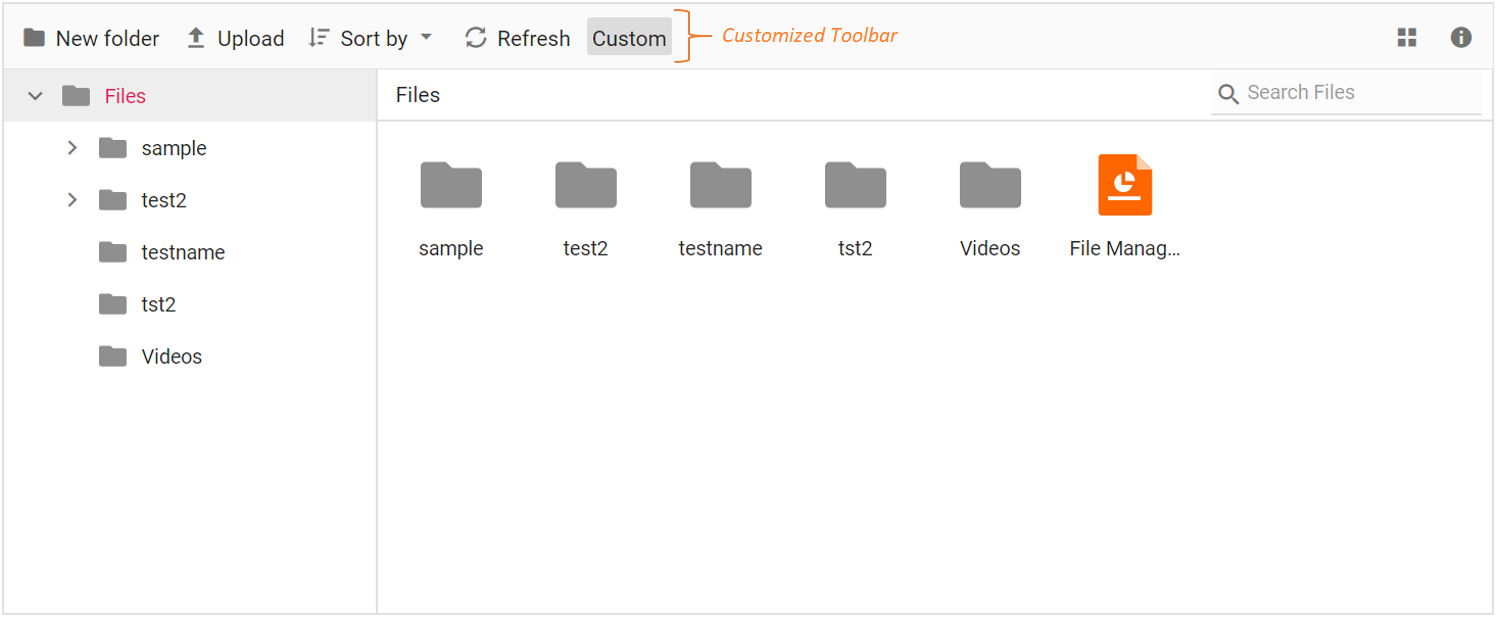 New folder Upload Sort by Refresh Custom Customized Toolbar
Files
sample
test2
testname
tst2
Videos
Files Search Files
sample test2 testname tst2 Videos File Manag...